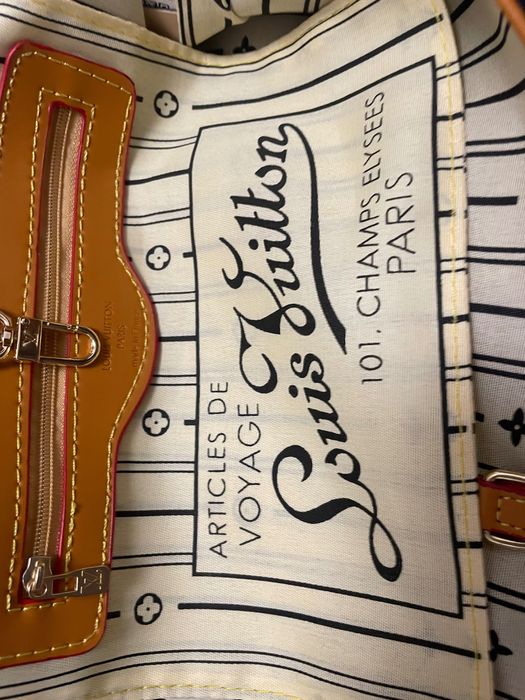 ARTICLES DE
VOYAGE
Louis Vuitton
101, CHAMPS ELYSEES
PARIS
LOUIS VUITTON
PARIS